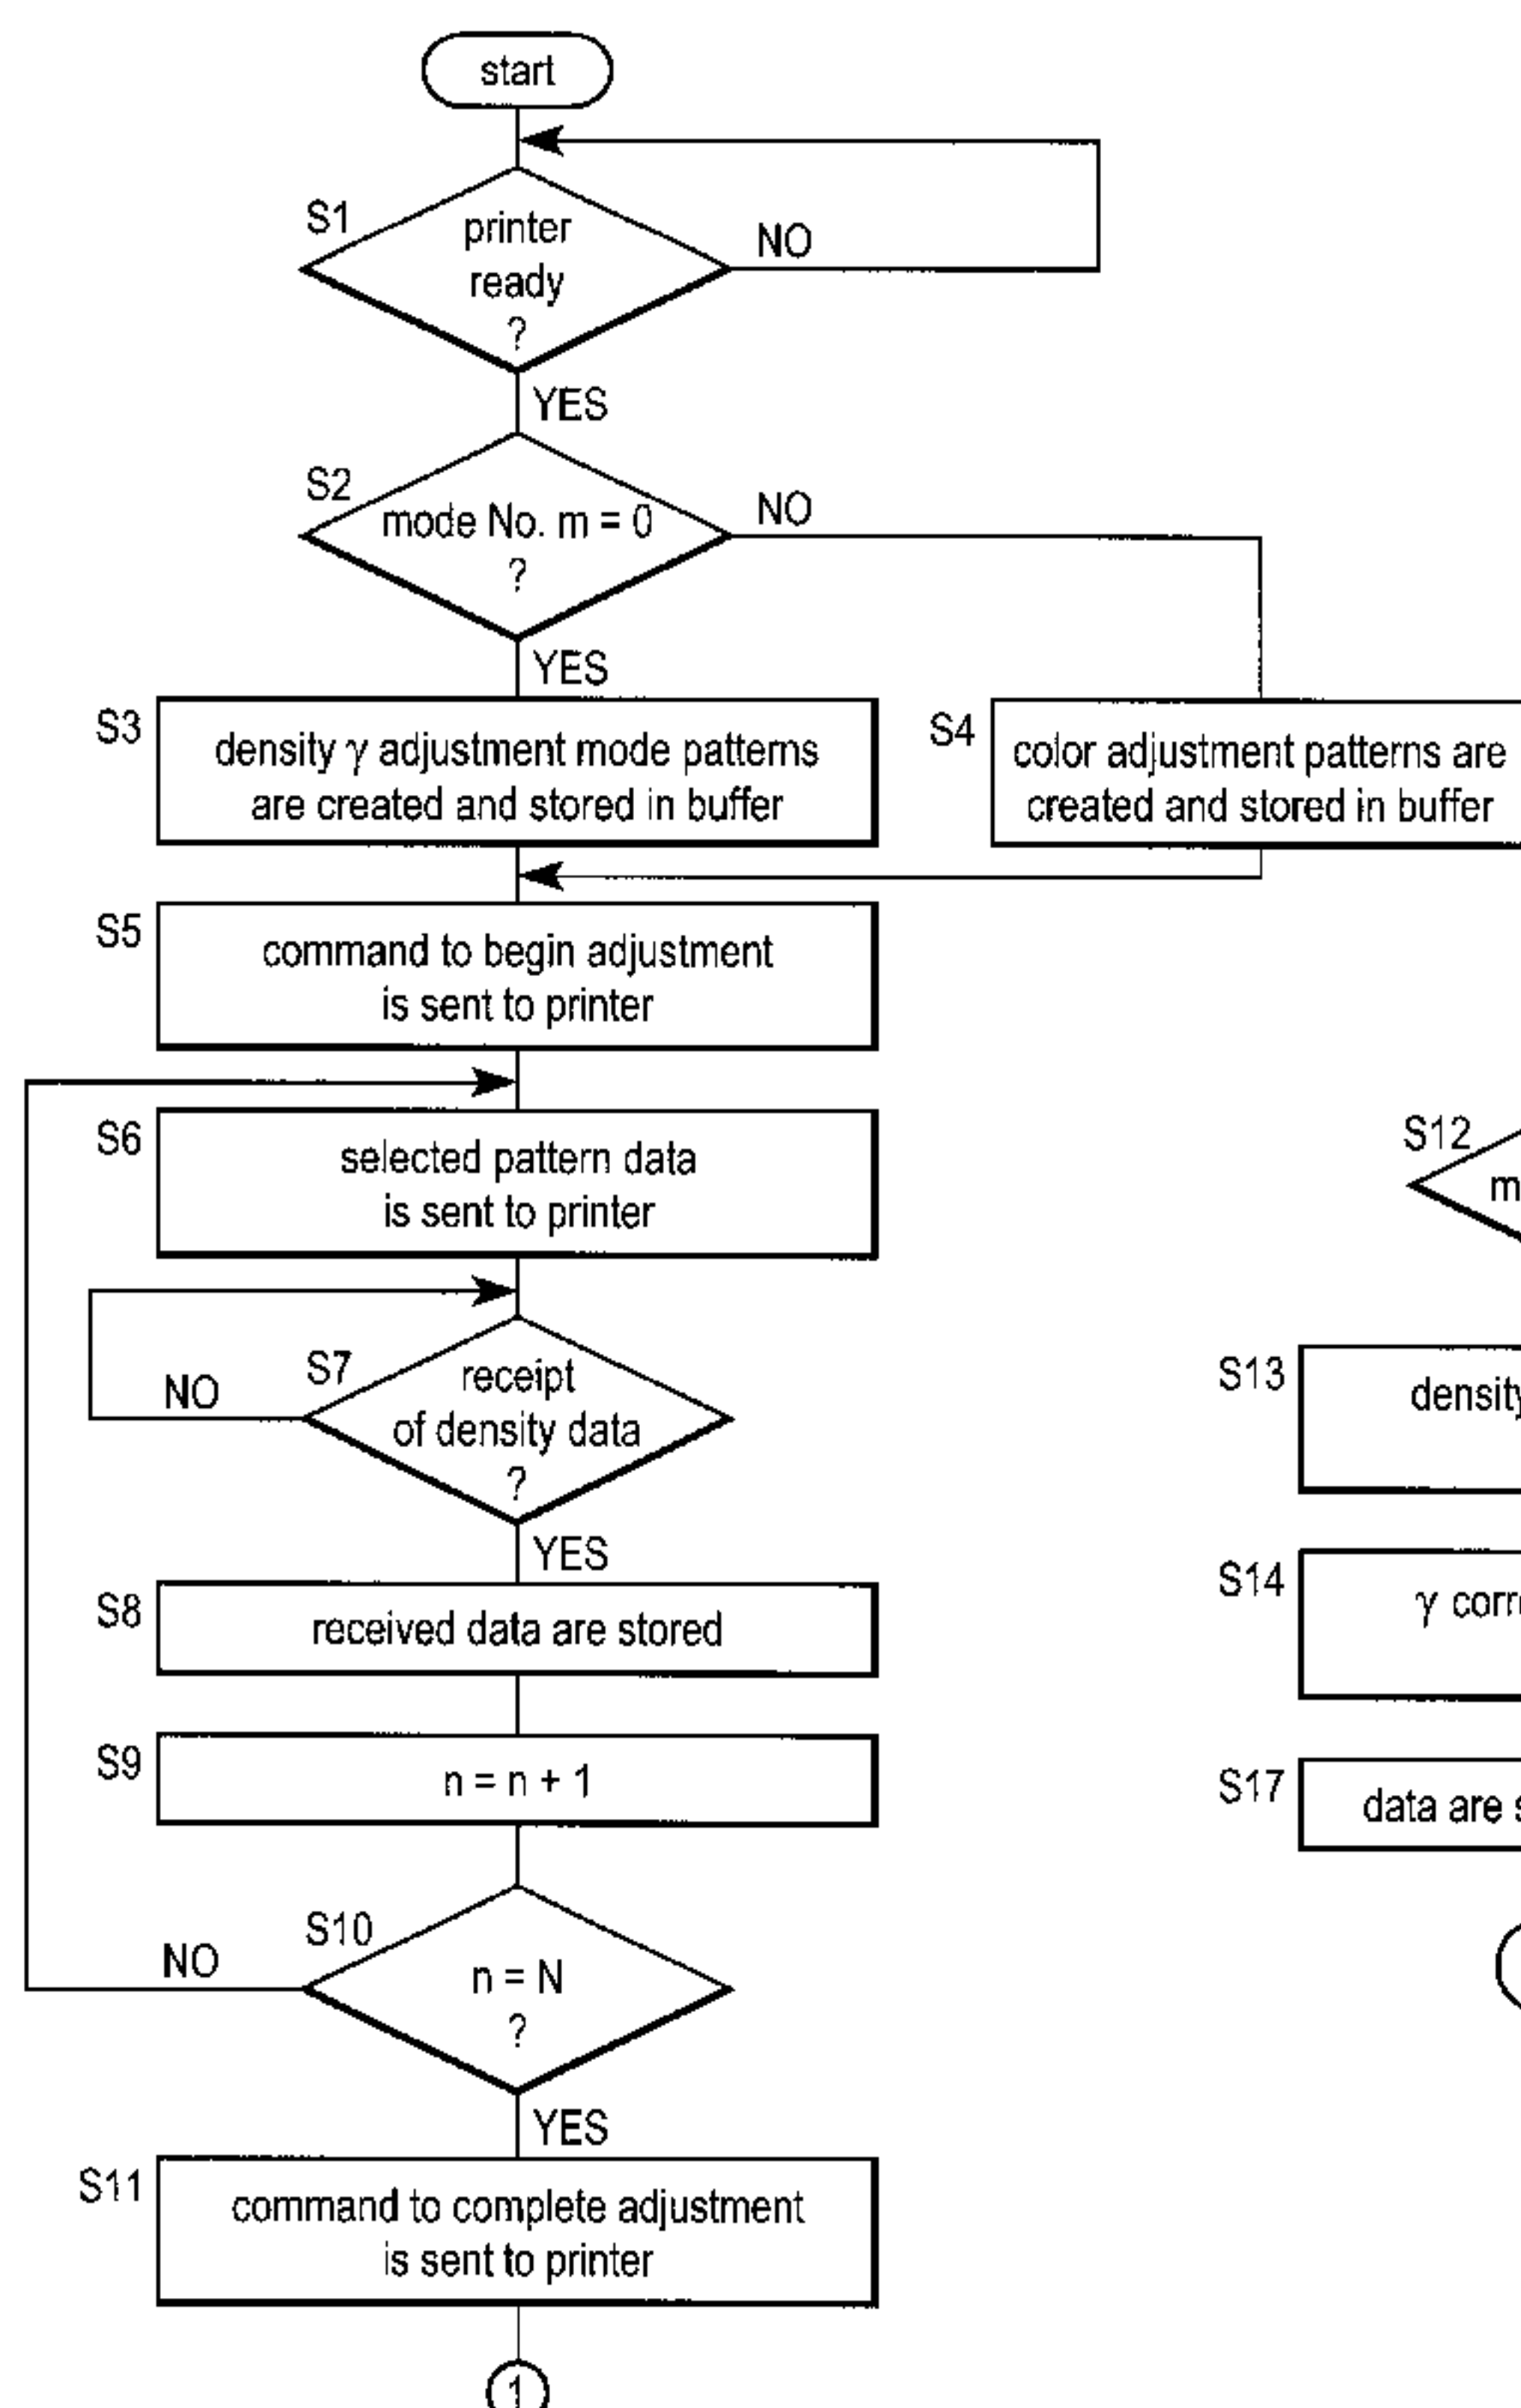 start
S1
printer
ready
?
NO
YES
S2
mode No. m = 0
?
NO
YES
S3
density γ adjustment mode patterns
are created and stored in buffer
S4
color adjustment patterns are
created and stored in buffer
S5
command to begin adjustment
is sent to printer
S6
selected pattern data
is sent to printer
S7
receipt
of density data
?
NO
YES
S8
received data are stored
S9
n = n + 1
S10
n = N
?
NO
YES
S11
command to complete adjustment
is sent to printer
1
S12
S13
density
S14
γ
S17
data are